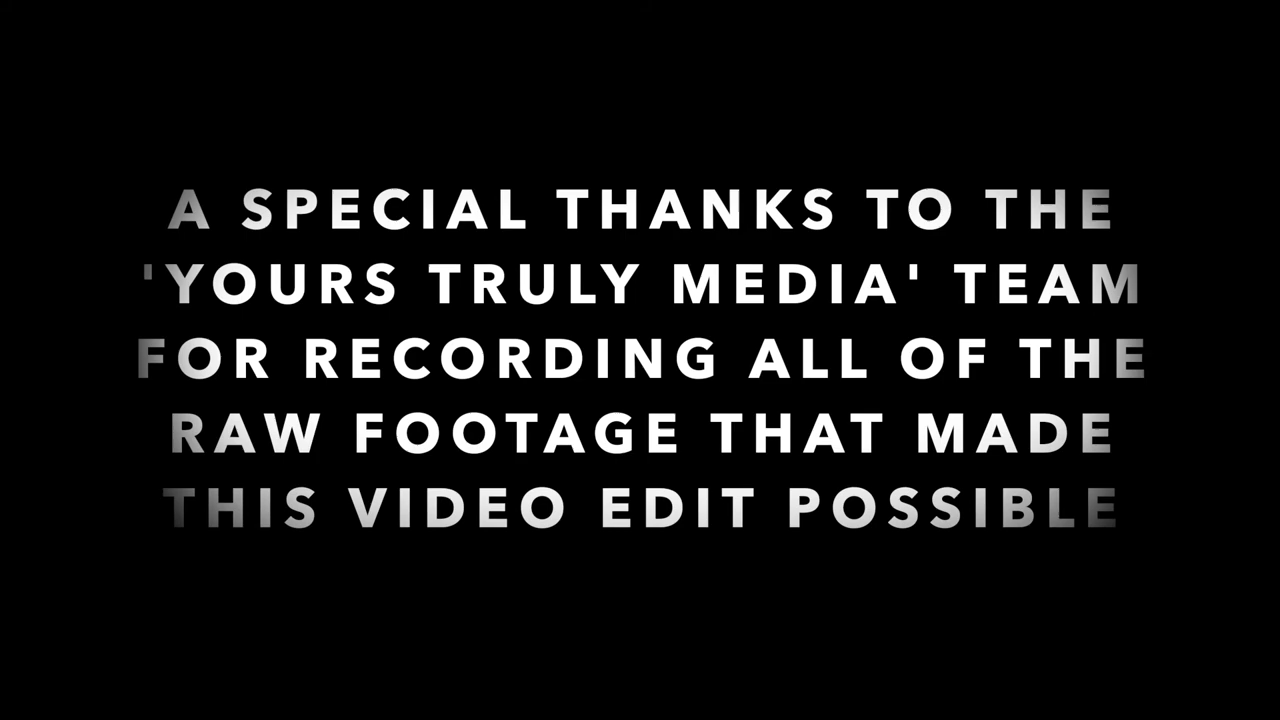 A SPECIAL THANKS TO THE
'YOURS TRULY MEDIA' TEAM
FOR RECORDING ALL OF THE
RAW FOOTAGE THAT MADE
THIS VIDEO EDIT POSSIBLE